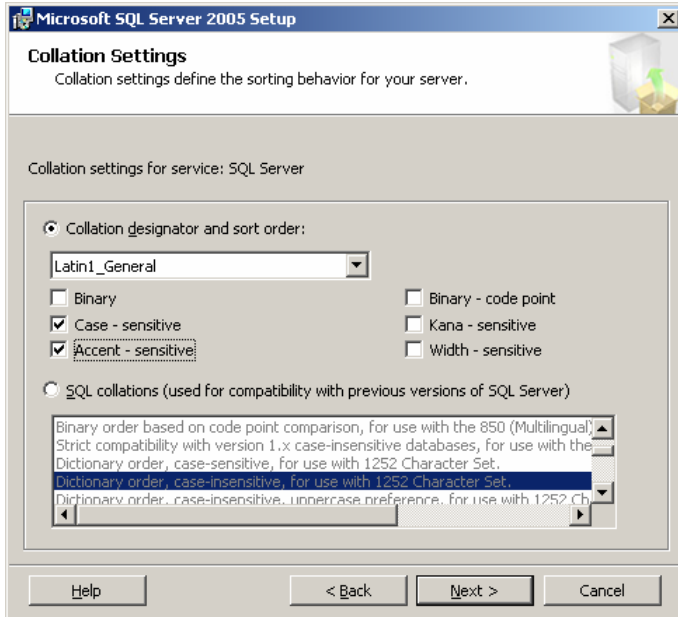 Microsoft SQL Server 2005 Setup
Collation Settings
Collation settings define the sorting behavior for your server.
Collation settings for service: SQL Server
Collation designator and sort order:
Latin1_General
Binary
Binary - code point
Case - sensitive
Kana - sensitive
Accent - sensitive
Width - sensitive
SQL collations (used for compatibility with previous versions of SQL Server)
Binary order based on code point comparison, for use with the 850 (Multilingual)
Strict compatibility with version 1.x case-insensitive databases, for use with the
Dictionary order, case-sensitive, for use with 1252 Character Set.
Dictionary order, case-insensitive, for use with 1252 Character Set.
Dictionary order, case-insensitive, uppercase preference, for use with 1252 Ch
Help
< Back
Next >
Cancel